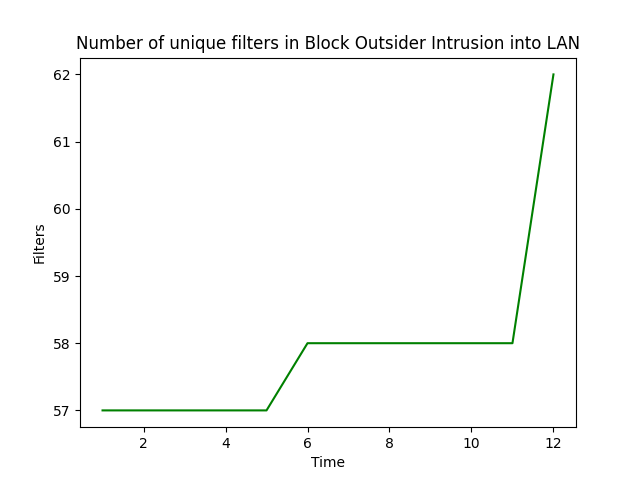 Number of unique filters in Block Outsider Intrusion into LAN
62
61
60
59
58
57
Filters
2 4 6 8 10 12
Time